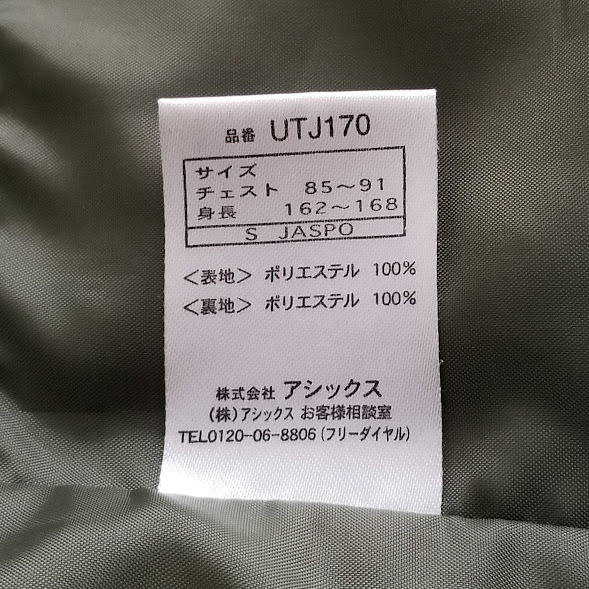 品番 UTJ170
サイズ
チェスト 85～91
身長 162～168
S JASPO
＜表地＞ ポリエステル 100%
＜裏地＞ ポリエステル 100%
株式会社 アシックス
(株)アシックス お客様相談室
TEL0120-06-8806(フリーダイヤル)